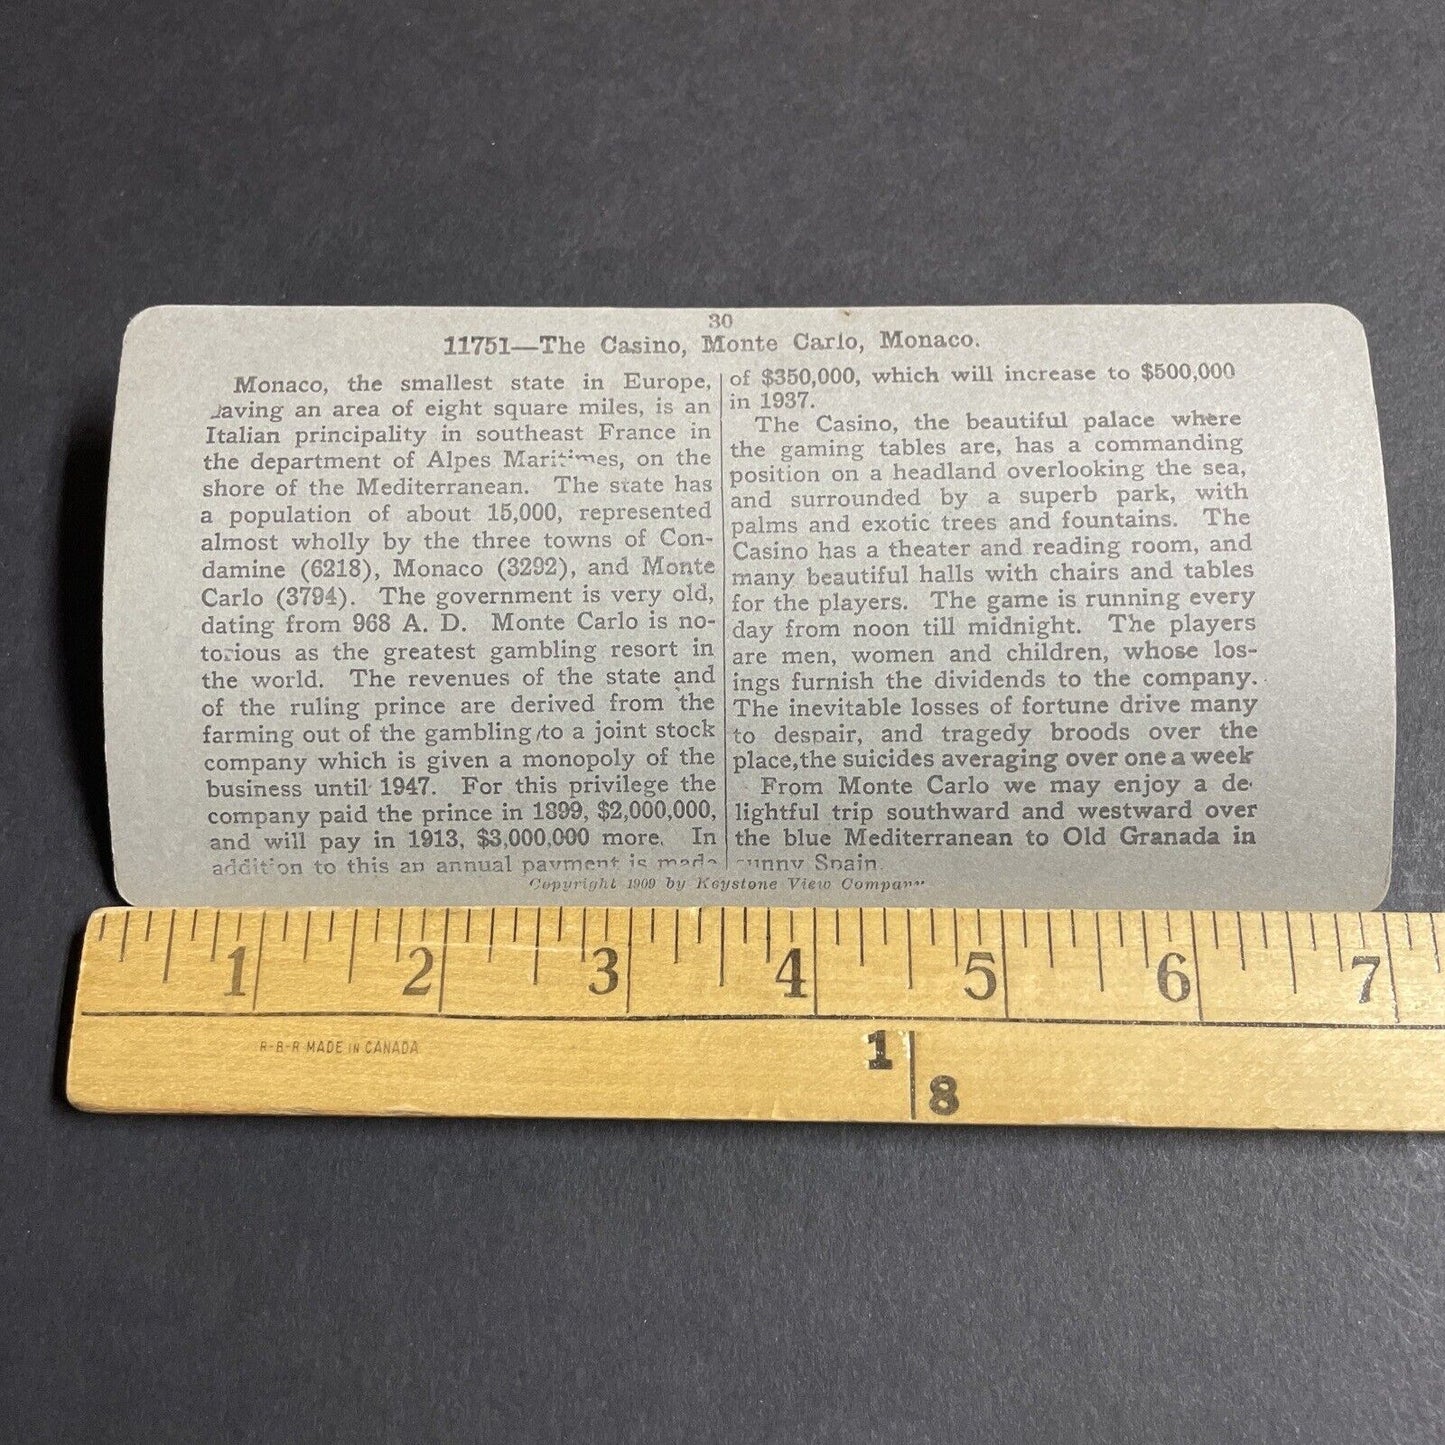 30
11751—The Casino, Monte Carlo, Monaco.
Monaco, the smallest state in Europe,
having an area of eight square miles, is an
Italian principality in southeast France in
the department of Alpes Maritimes, on the
shore of the Mediterranean. The state has
a population of about 15,000, represented
almost wholly by the three towns of Con-
damine (6218), Monaco (3292), and Monte
Carlo (3794). The government is very old,
dating from 968 A. D. Monte Carlo is no-
torious as the greatest gambling resort in
the world. The revenues of the state and
of the ruling prince are derived from the
farming out of the gambling to a joint stock
company which is given a monopoly of the
business until 1947. For this privilege the
company paid the prince in 1899, $2,000,000,
and will pay in 1913, $3,000,000 more. In
addition to this an annual payment is made
of $350,000, which will increase to $500,000
in 1937.
The Casino, the beautiful palace where
the gaming tables are, has a commanding
position on a headland overlooking the sea,
and surrounded by a superb park, with
palms and exotic trees and fountains. The
Casino has a theater and reading room, and
many beautiful halls with chairs and tables
for the players. The game is running every
day from noon till midnight. The players
are men, women and children, whose los-
ings furnish the dividends to the company.
The inevitable losses of fortune drive many
to despair, and tragedy broods over the
place, the suicides averaging over one a week
From Monte Carlo we may enjoy a de-
lightful trip southward and westward over
the blue Mediterranean to Old Granada in
sunny Spain.
Copyright 1909 by Keystone View Company
1 2 3 4 5 6 7
R-B-R MADE IN CANADA
1
8